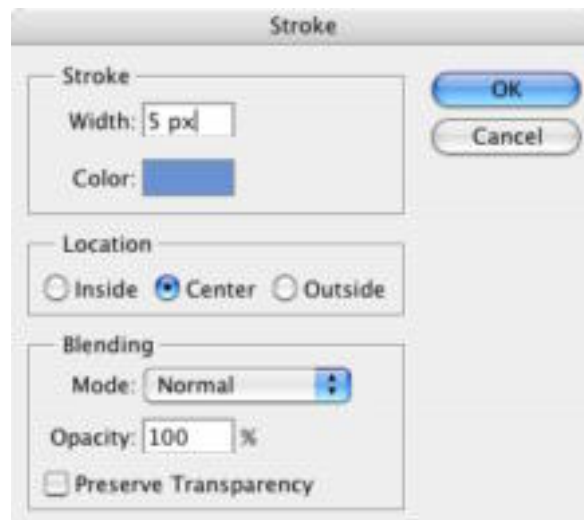 Stroke
Stroke
Width: 5 px
OK
Cancel
Color:
Location
Inside Center Outside
Blending
Mode: Normal
Opacity: 100 %
Preserve Transparency